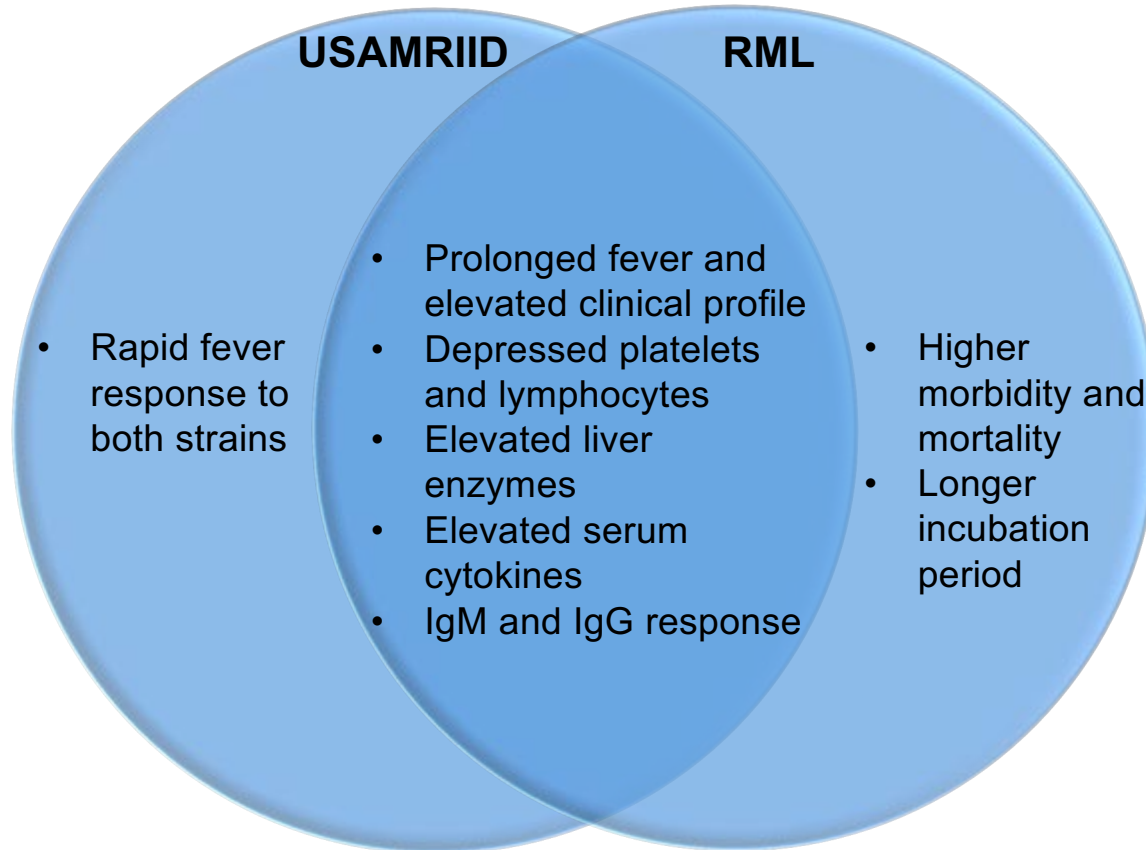 USAMRIID
RML
• Rapid fever
response to
both strains
• Prolonged fever and
elevated clinical profile
• Depressed platelets
and lymphocytes
• Elevated liver
enzymes
• Elevated serum
cytokines
• IgM and IgG response
• Higher
morbidity and
mortality
• Longer
incubation
period